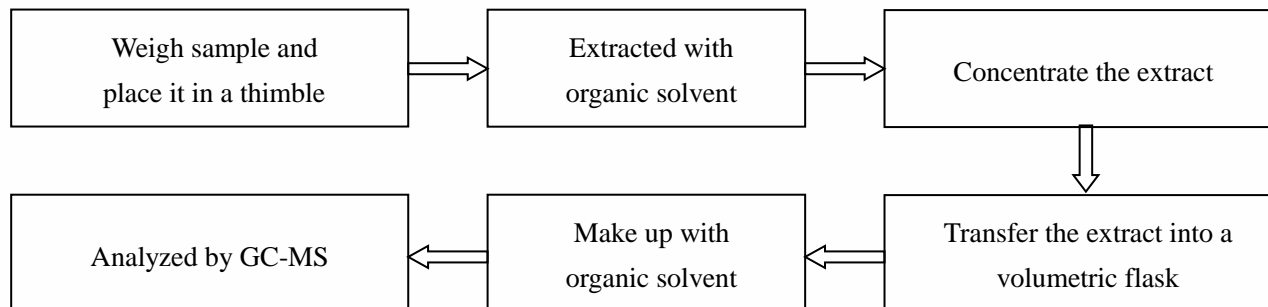 Weigh sample and
place it in a thimble
Extracted with
organic solvent
Concentrate the extract
Transfer the extract into a
volumetric flask
Make up with
organic solvent
Analyzed by GC-MS